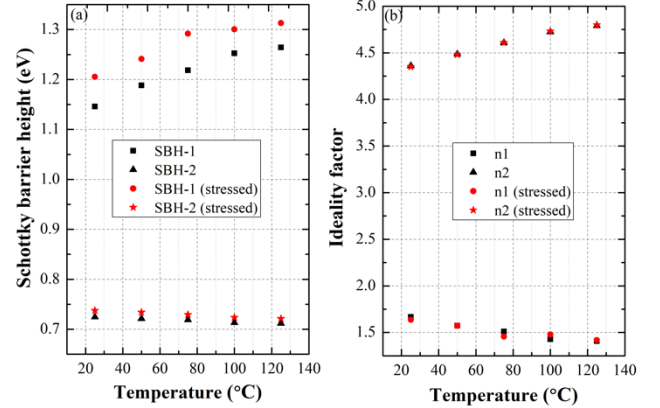 (a)
1.3
1.2
1.1
1.0
0.9
0.8
0.7
Schottky barrier height (eV)
SBH-1
SBH-2
SBH-1 (stressed)
SBH-2 (stressed)
20 40 60 80 100 120 140
Temperature (°C)
(b)
5.0
4.5
4.0
3.5
3.0
2.5
2.0
1.5
Ideality factor
n1
n2
n1 (stressed)
n2 (stressed)
20 40 60 80 100 120 140
Temperature (°C)